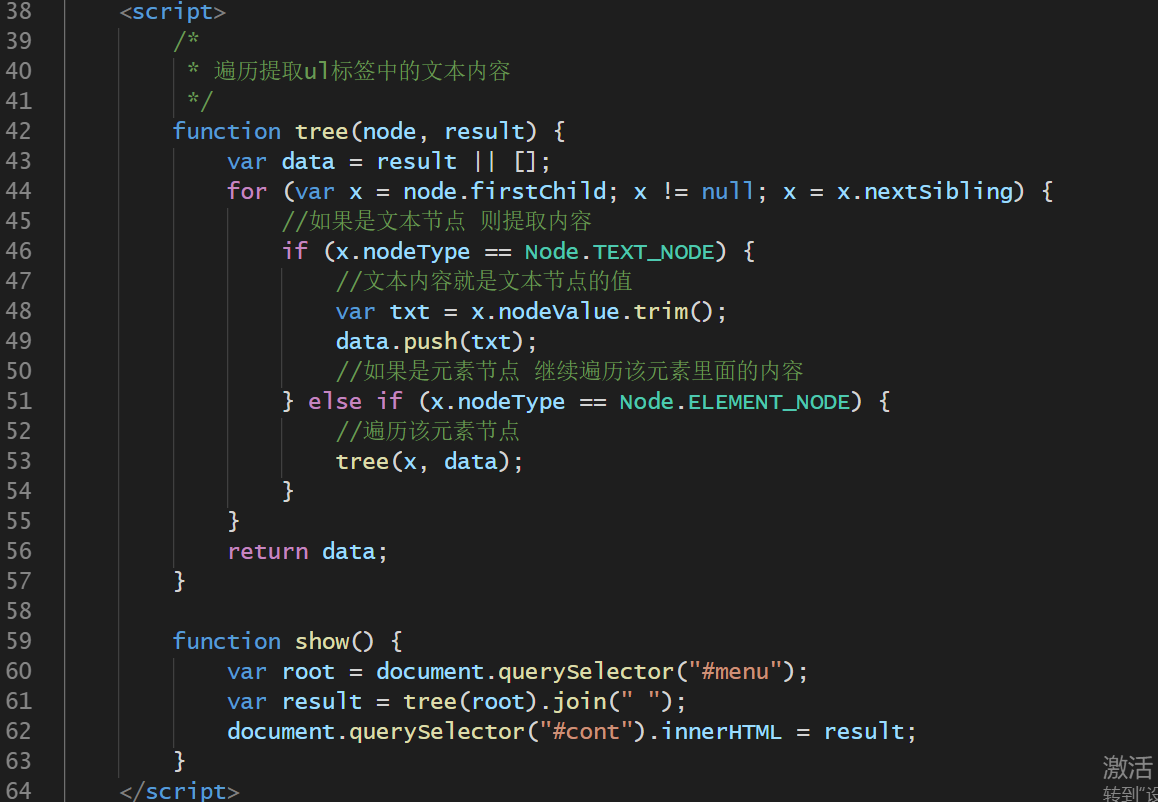 38 <script>
39 /*
40 * 遍历提取ul标签中的文本内容
41 */
42 function tree(node, result) {
43 var data = result || [];
44 for (var x = node.firstChild; x != null; x = x.nextSibling) {
45 //如果是文本节点 则提取内容
46 if (x.nodeType == Node.TEXT_NODE) {
47 //文本内容就是文本节点的值
48 var txt = x.nodeValue.trim();
49 data.push(txt);
50 //如果是元素节点 继续遍历该元素里面的内容
51 } else if (x.nodeType == Node.ELEMENT_NODE) {
52 //遍历该元素节点
53 tree(x, data);
54 }
55 }
56 return data;
57 }
58
59 function show() {
60 var root = document.querySelector("#menu");
61 var result = tree(root).join(" ");
62 document.querySelector("#cont").innerHTML = result;
63 }
64 </script>
激活
转到"设